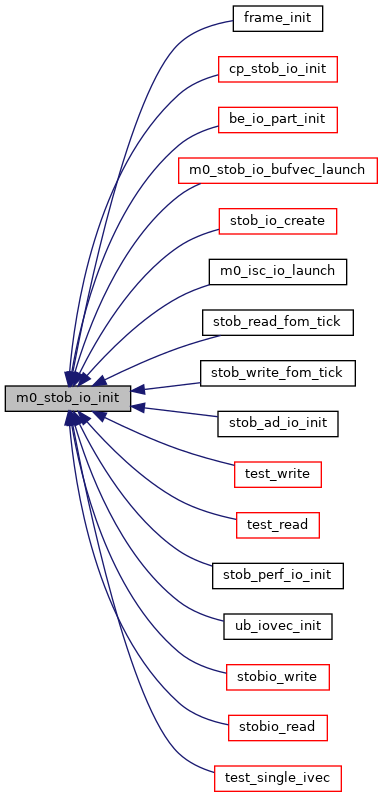 frame_init
cp_stob_io_init
be_io_part_init
m0_stob_io_bufvec_launch
stob_io_create
m0_isc_io_launch
stob_read_fom_tick
stob_write_fom_tick
m0_stob_io_init
stob_ad_io_init
test_write
test_read
stob_perf_io_init
ub_iovec_init
stobio_write
stobio_read
test_single_ivec